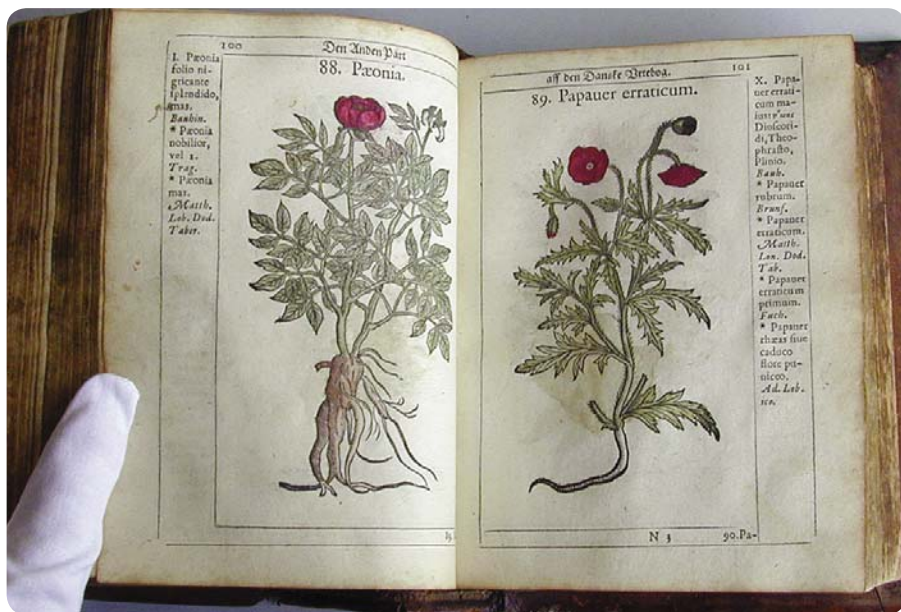 100
Den Anden Part
88. Pæonia.
I. Pæonia
folio ni-
gricante
splendido,
mas.
Bauhin.
* Pæonia
nobilior,
vel 1.
Trag.
* Pæonia
mas.
Matth.
Lob. Dod.
Taber.
aff den Danske Urtebog.
101
89. Papauer erraticum.
X. Papa-
uer errati-
cum ma-
ius
Dioscori-
di, Theo-
phrasto,
Plinio.
Bauh.
* Papauer
rubrum.
Brunf.
* Papauer
erraticum.
Matth.
Lon. Dod.
Tab.
* Papauer
erraticum
primum.
Fuch.
* Papauer
rhæas siue
caduco
flore pu-
niceo.
Ad. Lob.
ico.
N 3
90. Pa-